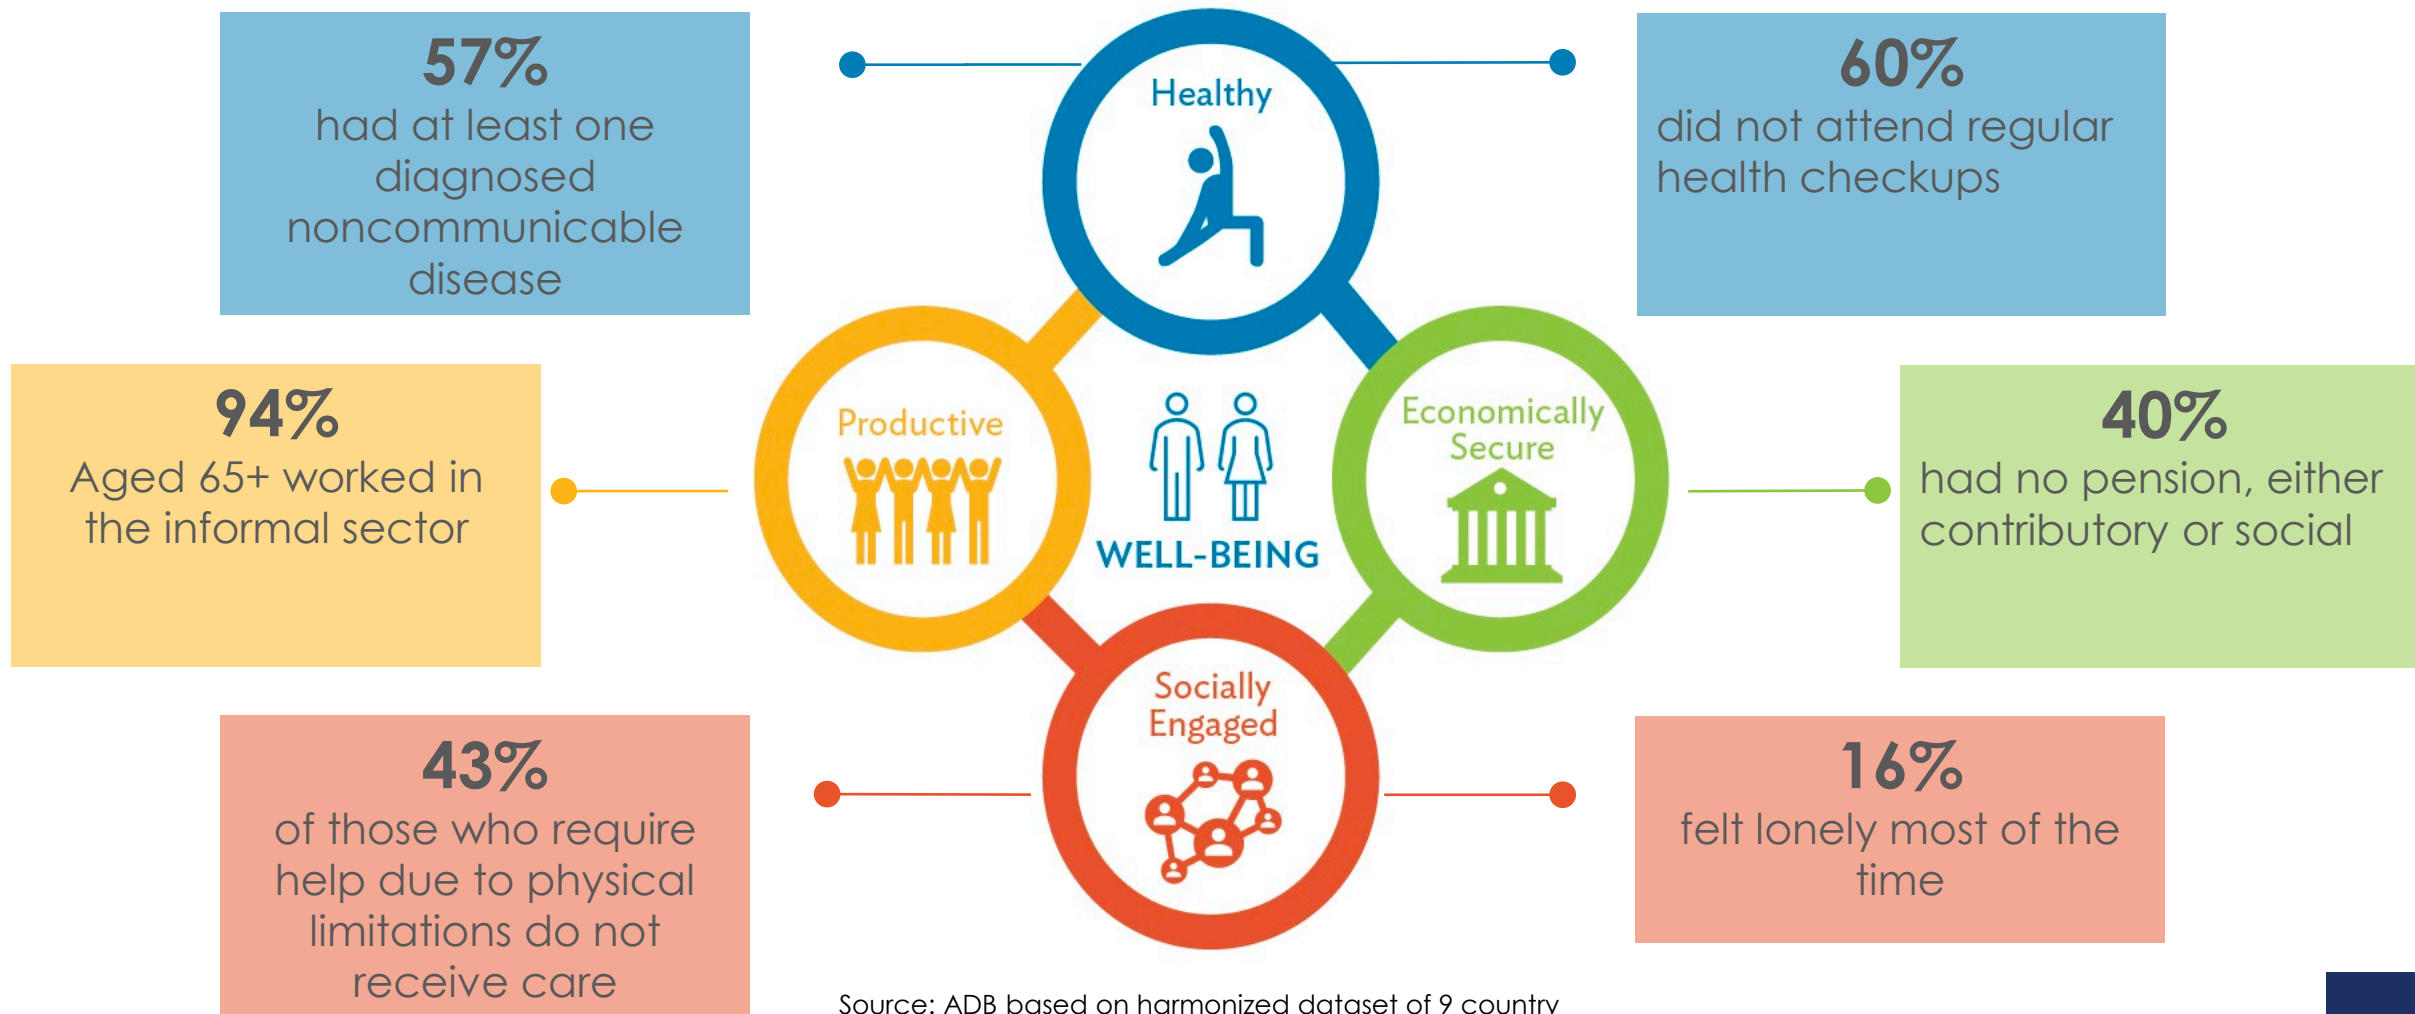 57%
had at least one
diagnosed
noncommunicable
disease
Healthy
60%
did not attend regular
health checkups
94%
Aged 65+ worked in
the informal sector
Productive
WELL-BEING
Economically
Secure
40%
had no pension, either
contributory or social
43%
of those who require
help due to physical
limitations do not
receive care
Socially
Engaged
16%
felt lonely most of the
time
Source: ADB based on harmonized dataset of 9 country